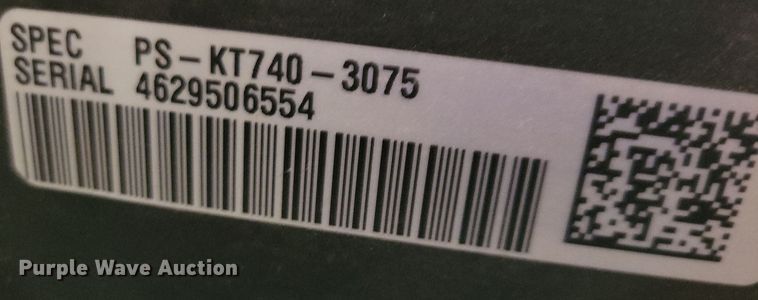 SPEC PS-KT740-3075
SERIAL 4629506554
Purple Wave Auction